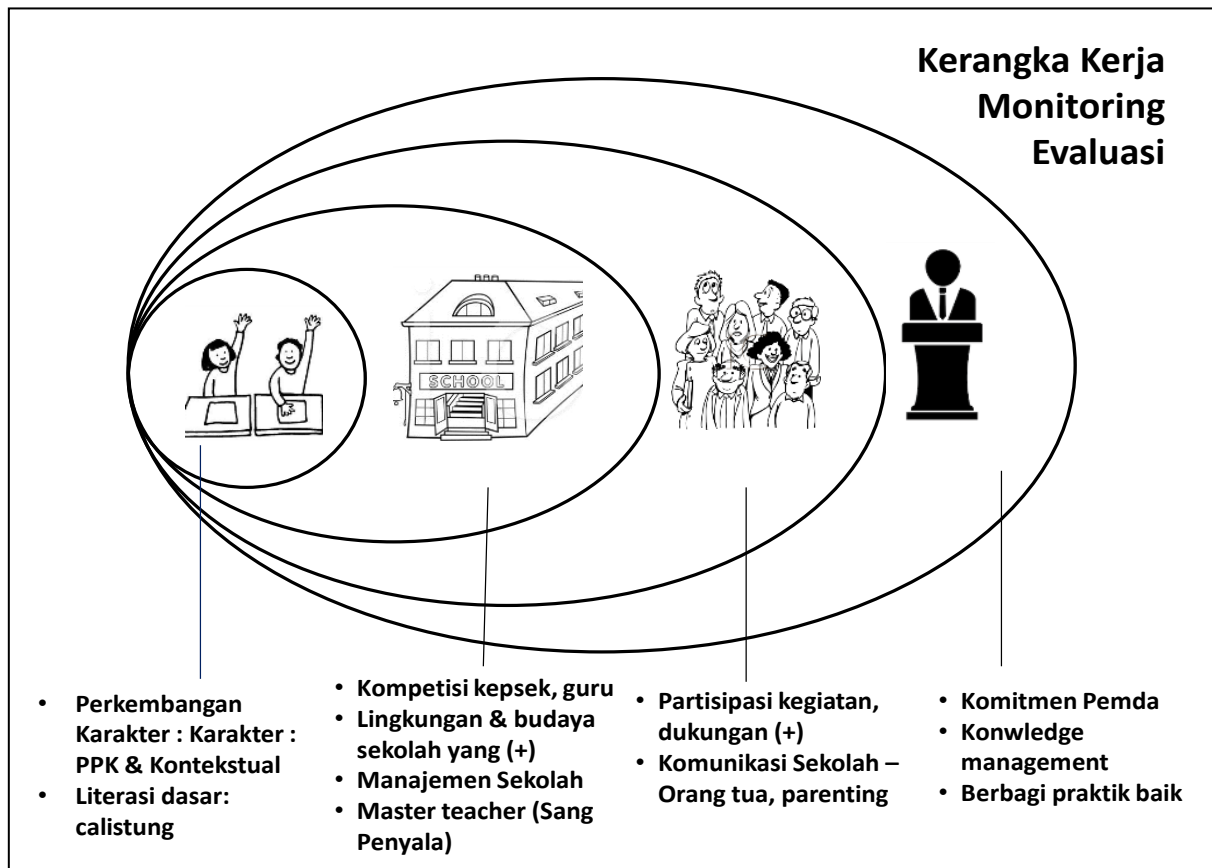 Kerangka Kerja
Monitoring
Evaluasi
SCHOOL
• Perkembangan
Karakter : Karakter :
PPK & Kontekstual
• Literasi dasar:
calistung
• Kompetisi kepsek, guru
• Lingkungan & budaya
sekolah yang (+)
• Manajemen Sekolah
• Master teacher (Sang
Penyala)
• Partisipasi kegiatan,
dukungan (+)
• Komunikasi Sekolah –
Orang tua, parenting
• Komitmen Pemda
• Konwledge
management
• Berbagi praktik baik